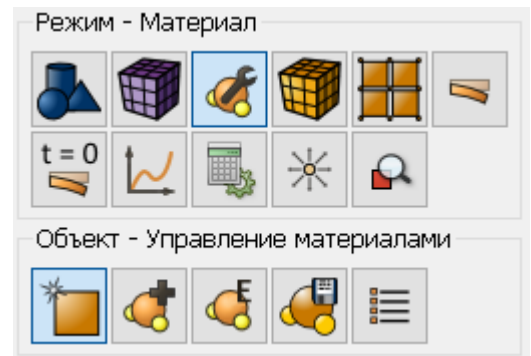 Режим - Материал
t = 0
Объект - Управление материалами
E